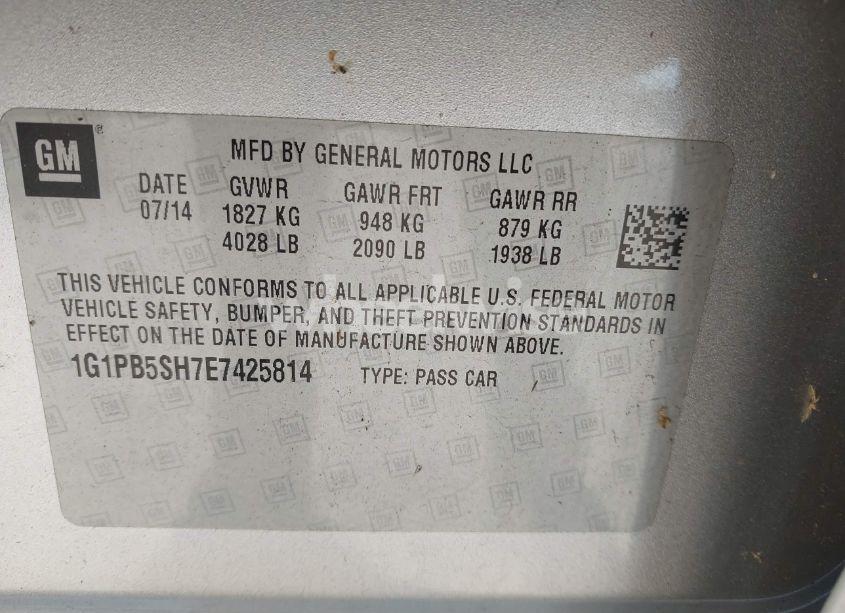 GM
MFD BY GENERAL MOTORS LLC
DATE GVWR GAWR FRT GAWR RR
07/14 1827 KG 948 KG 879 KG
4028 LB 2090 LB 1938 LB
THIS VEHICLE CONFORMS TO ALL APPLICABLE U.S. FEDERAL MOTOR
VEHICLE SAFETY, BUMPER, AND THEFT PREVENTION STANDARDS IN
EFFECT ON THE DATE OF MANUFACTURE SHOWN ABOVE.
1G1PB5SH7E7425814 TYPE: PASS CAR